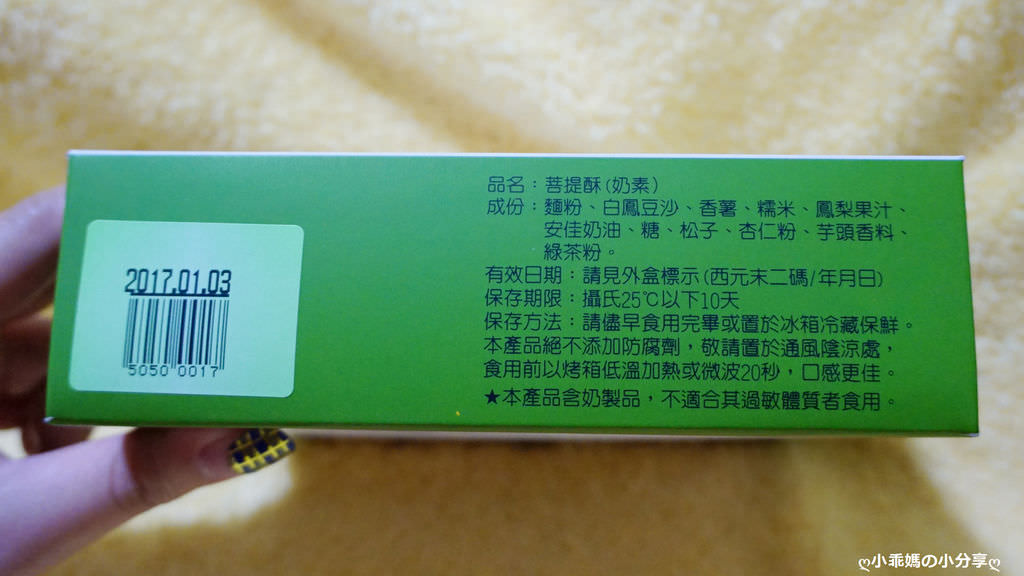 2017.01.03
5050 0017
品名：菩提酥(奶素)
成份：麵粉、白鳳豆沙、香薯、糯米、鳳梨果汁、
安佳奶油、糖、松子、杏仁粉、芋頭香料、
綠茶粉。
有效日期：請見外盒標示(西元末二碼/年月日)
保存期限：攝氏25℃以下10天
保存方法：請儘早食用完畢或置於冰箱冷藏保鮮。
本產品絕不添加防腐劑，敬請置於通風陰涼處，
食用前以烤箱低溫加熱或微波20秒，口感更佳。
★本產品含奶製品，不適合其過敏體質者食用。
ღ小乖媽の小分享ღ